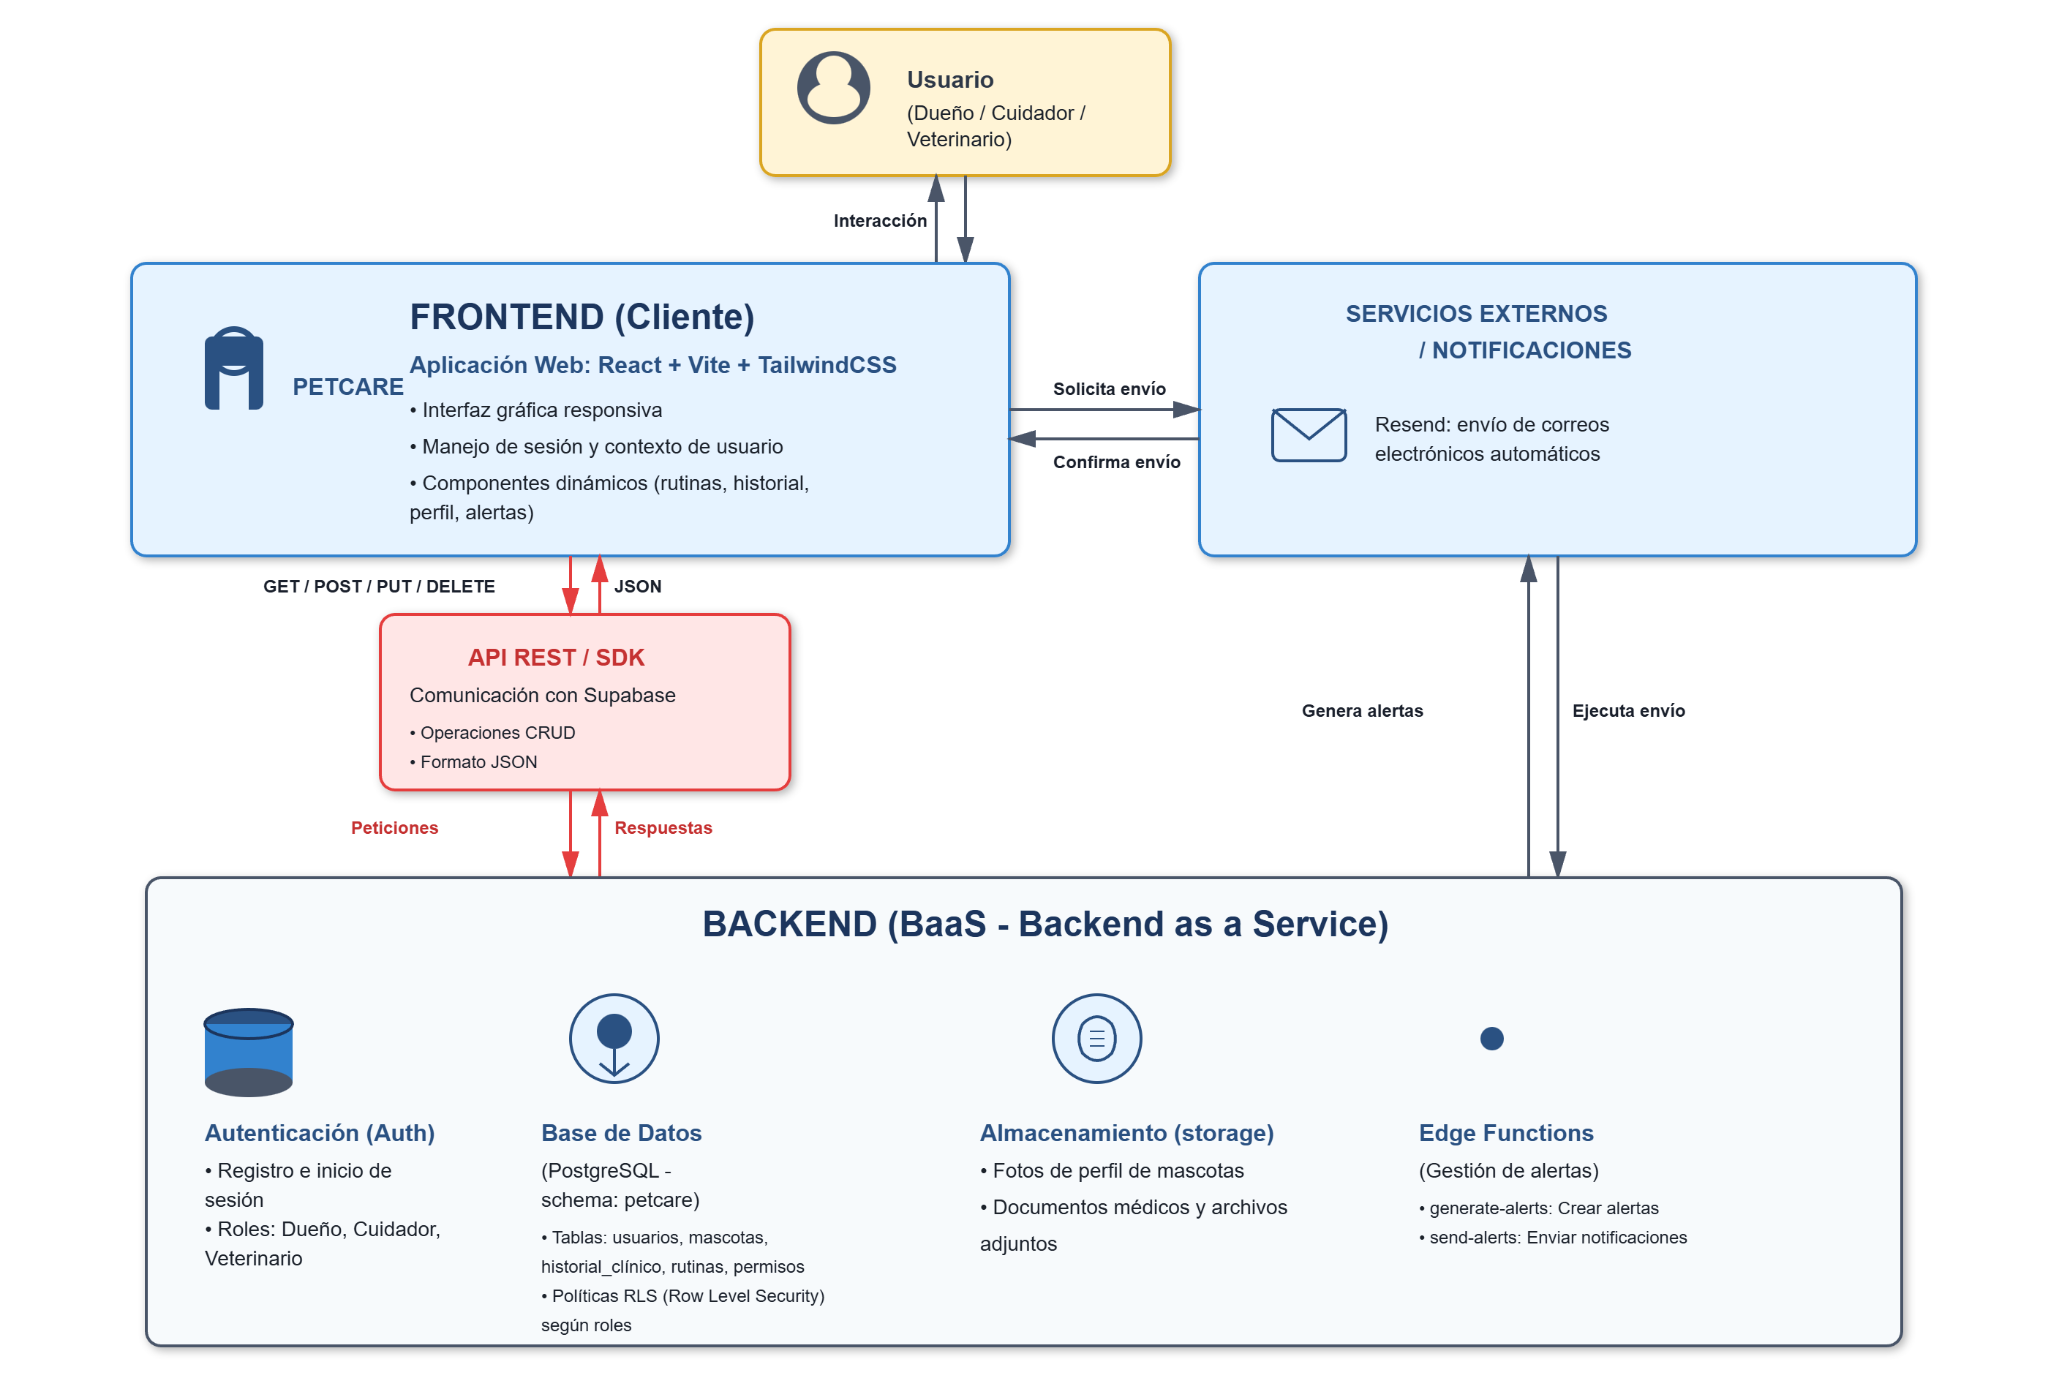 Usuario
(Dueño / Cuidador /
Veterinario)
Interacción
FRONTEND (Cliente)
Aplicación Web: React + Vite + TailwindCSS
PETCARE
• Interfaz gráfica responsiva
• Manejo de sesión y contexto de usuario
• Componentes dinámicos (rutinas, historial,
perfil, alertas)
Solicita envío
Confirma envío
SERVICIOS EXTERNOS
/ NOTIFICACIONES
Resend: envío de correos
electrónicos automáticos
GET / POST / PUT / DELETE
JSON
API REST / SDK
Comunicación con Supabase
• Operaciones CRUD
• Formato JSON
Genera alertas
Ejecuta envío
Peticiones
Respuestas
BACKEND (BaaS - Backend as a Service)
Autenticación (Auth)
• Registro e inicio de
sesión
• Roles: Dueño, Cuidador,
Veterinario
Base de Datos
(PostgreSQL -
schema: petcare)
• Tablas: usuarios, mascotas,
historial_clínico, rutinas, permisos
• Políticas RLS (Row Level Security)
según roles
Almacenamiento (storage)
• Fotos de perfil de mascotas
• Documentos médicos y archivos
adjuntos
Edge Functions
(Gestión de alertas)
• generate-alerts: Crear alertas
• send-alerts: Enviar notificaciones